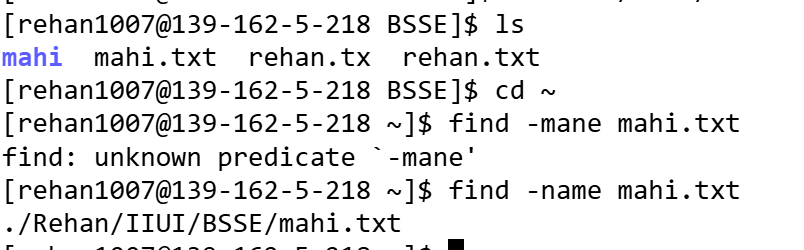 [rehan1007@139-162-5-218 BSSE]$ ls
mahi  mahi.txt  rehan.tx  rehan.txt
[rehan1007@139-162-5-218 BSSE]$ cd ~
[rehan1007@139-162-5-218 ~]$ find -mane mahi.txt
find: unknown predicate `-mane'
[rehan1007@139-162-5-218 ~]$ find -name mahi.txt
./Rehan/IIUI/BSSE/mahi.txt